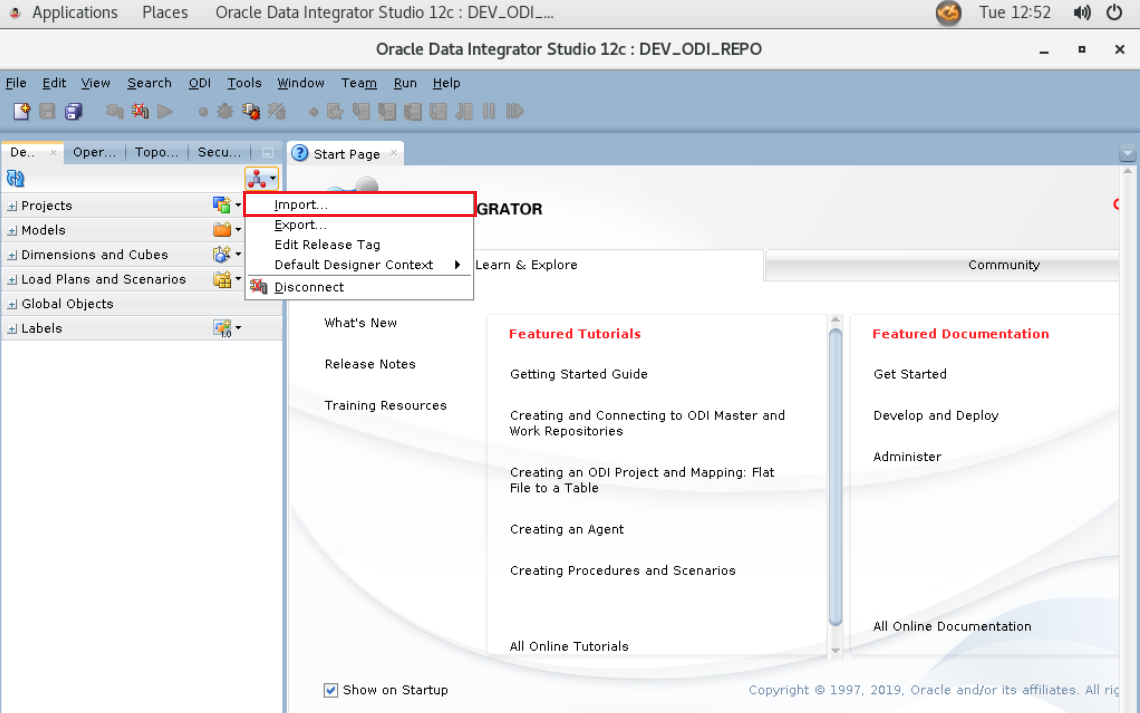 Applications Places Oracle Data Integrator Studio 12c : DEV_ODI_... Tue 12:52
Oracle Data Integrator Studio 12c : DEV_ODI_REPO
File Edit View Search ODI Tools Window Team Run Help
De.. Oper... Topo... Secu... Start Page
Import...
Export...
Edit Release Tag
Default Designer Context
Disconnect
Projects
Models
Dimensions and Cubes
Load Plans and Scenarios
Global Objects
Labels
GRATOR
Learn & Explore Community
What's New
Release Notes
Training Resources
Featured Tutorials
Getting Started Guide
Creating and Connecting to ODI Master and
Work Repositories
Creating an ODI Project and Mapping: Flat
File to a Table
Creating an Agent
Creating Procedures and Scenarios
All Online Tutorials
Featured Documentation
Get Started
Develop and Deploy
Administer
All Online Documentation
Show on Startup
Copyright © 1997, 2019, Oracle and/or its affiliates. All rig